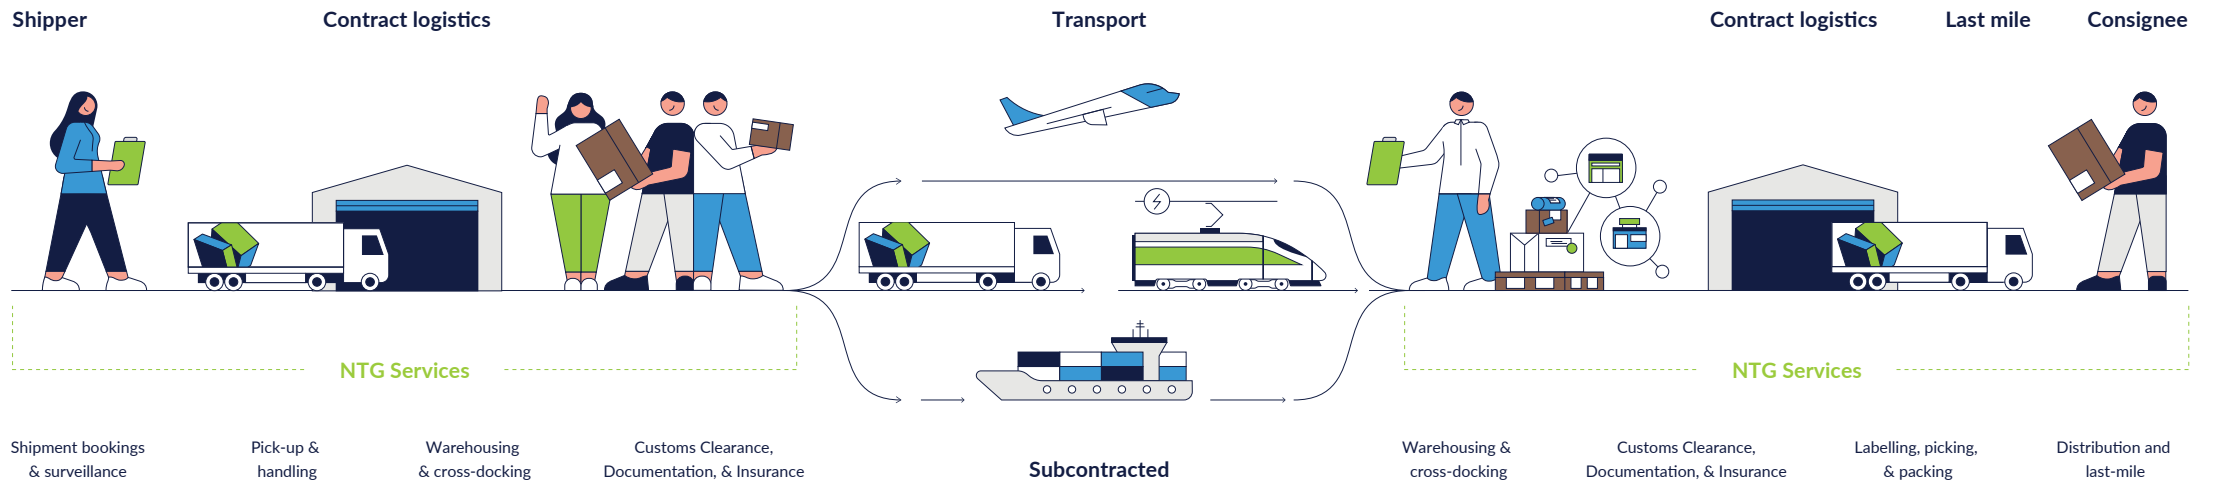 Shipper
Contract logistics
Transport
Contract logistics
Last mile
Consignee
NTG Services
NTG Services
Shipment bookings
& surveillance
Pick-up &
handling
Warehousing
& cross-docking
Customs Clearance,
Documentation, & Insurance
Subcontracted
Warehousing &
cross-docking
Customs Clearance,
Documentation, & Insurance
Labelling, picking,
& packing
Distribution and
last-mile